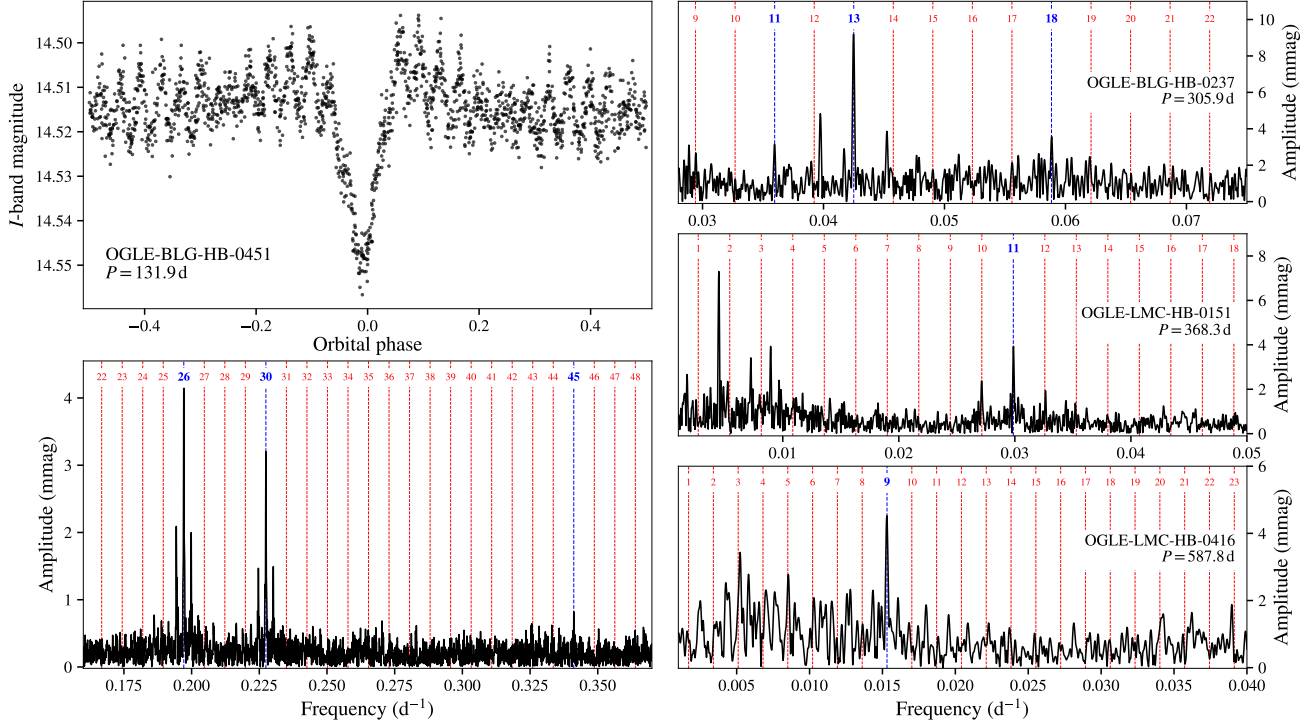 14.50
14.51
14.52
14.53
14.54
14.55
I-band magnitude
OGLE-BLG-HB-0451
P = 131.9 d
−0.4 −0.2 0.0 0.2 0.4
Orbital phase
22 23 24 25 26 27 28 29 30 31 32 33 34 35 36 37 38 39 40 41 42 43 44 45 46 47 48
4
3
2
1
0
Amplitude (mmag)
0.175 0.200 0.225 0.250 0.275 0.300 0.325 0.350
Frequency (d⁻¹)
9 10 11 12 13 14 15 16 17 18 19 20 21 22
OGLE-BLG-HB-0237
P = 305.9 d
10
8
6
4
2
0
Amplitude (mmag)
0.03 0.04 0.05 0.06 0.07
1 2 3 4 5 6 7 8 9 10 11 12 13 14 15 16 17 18
OGLE-LMC-HB-0151
P = 368.3 d
8
6
4
2
0
Amplitude (mmag)
0.01 0.02 0.03 0.04 0.05
1 2 3 4 5 6 7 8 9 10 11 12 13 14 15 16 17 18 19 20 21 22 23
OGLE-LMC-HB-0416
P = 587.8 d
6
4
2
0
Amplitude (mmag)
0.005 0.010 0.015 0.020 0.025 0.030 0.035 0.040
Frequency (d⁻¹)